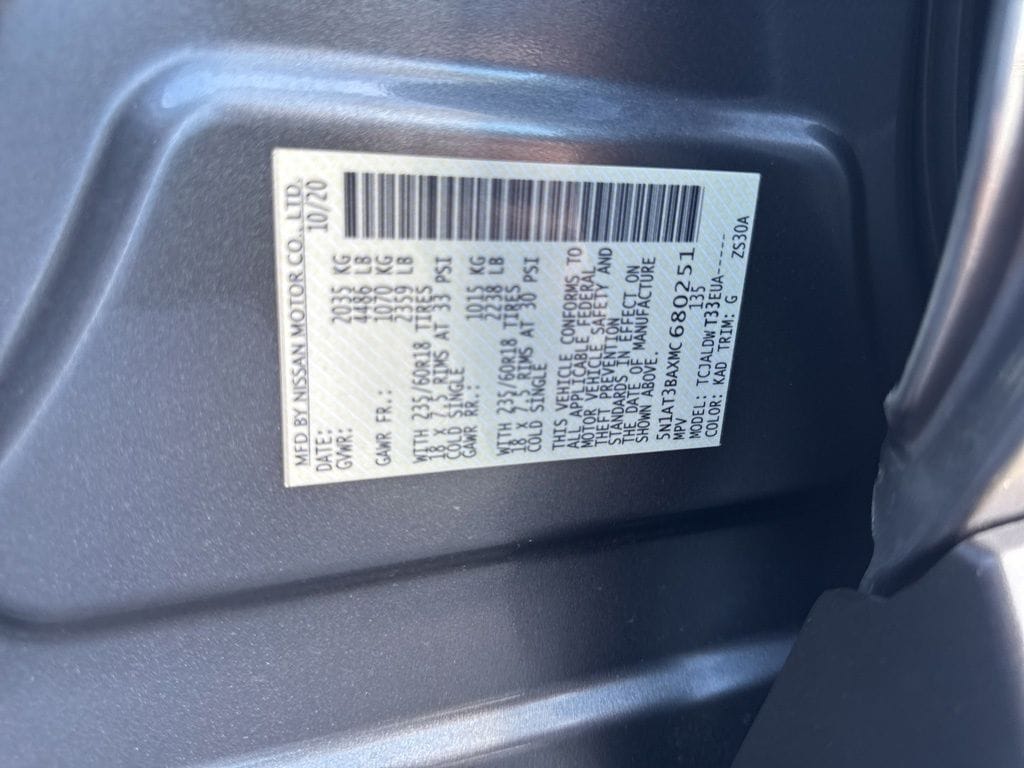 MFD BY NISSAN MOTOR CO., LTD.
DATE: 10/20
GVWR: 2035 KG
4486 LB
GAWR FR.: 1070 KG
2359 LB
WITH 235/60R18 TIRES
18 X 7.5 RIMS AT 33 PSI
COLD SINGLE
GAWR RR.: 1015 KG
2238 LB
WITH 235/60R18 TIRES
18 X 7.5 RIMS AT 30 PSI
COLD SINGLE
THIS VEHICLE CONFORMS TO
ALL APPLICABLE FEDERAL
MOTOR VEHICLE SAFETY AND
THEFT PREVENTION
STANDARDS IN EFFECT ON
THE DATE OF MANUFACTURE
SHOWN ABOVE.
5N1AT3BAXMC680251
MPV 135
MODEL: TCJALDWT33EUA-----
COLOR: KAD TRIM: G ZS30A